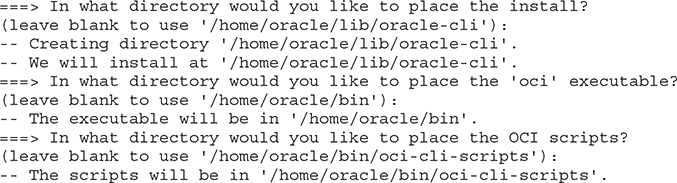 ===> In what directory would you like to place the install?
(leave blank to use '/home/oracle/lib/oracle-cli'):
-- Creating directory '/home/oracle/lib/oracle-cli'.
-- We will install at '/home/oracle/lib/oracle-cli'.
===> In what directory would you like to place the 'oci' executable?
(leave blank to use '/home/oracle/bin'):
-- The executable will be in '/home/oracle/bin'.
===> In what directory would you like to place the OCI scripts?
(leave blank to use '/home/oracle/bin/oci-cli-scripts'):
-- The scripts will be in '/home/oracle/bin/oci-cli-scripts'.